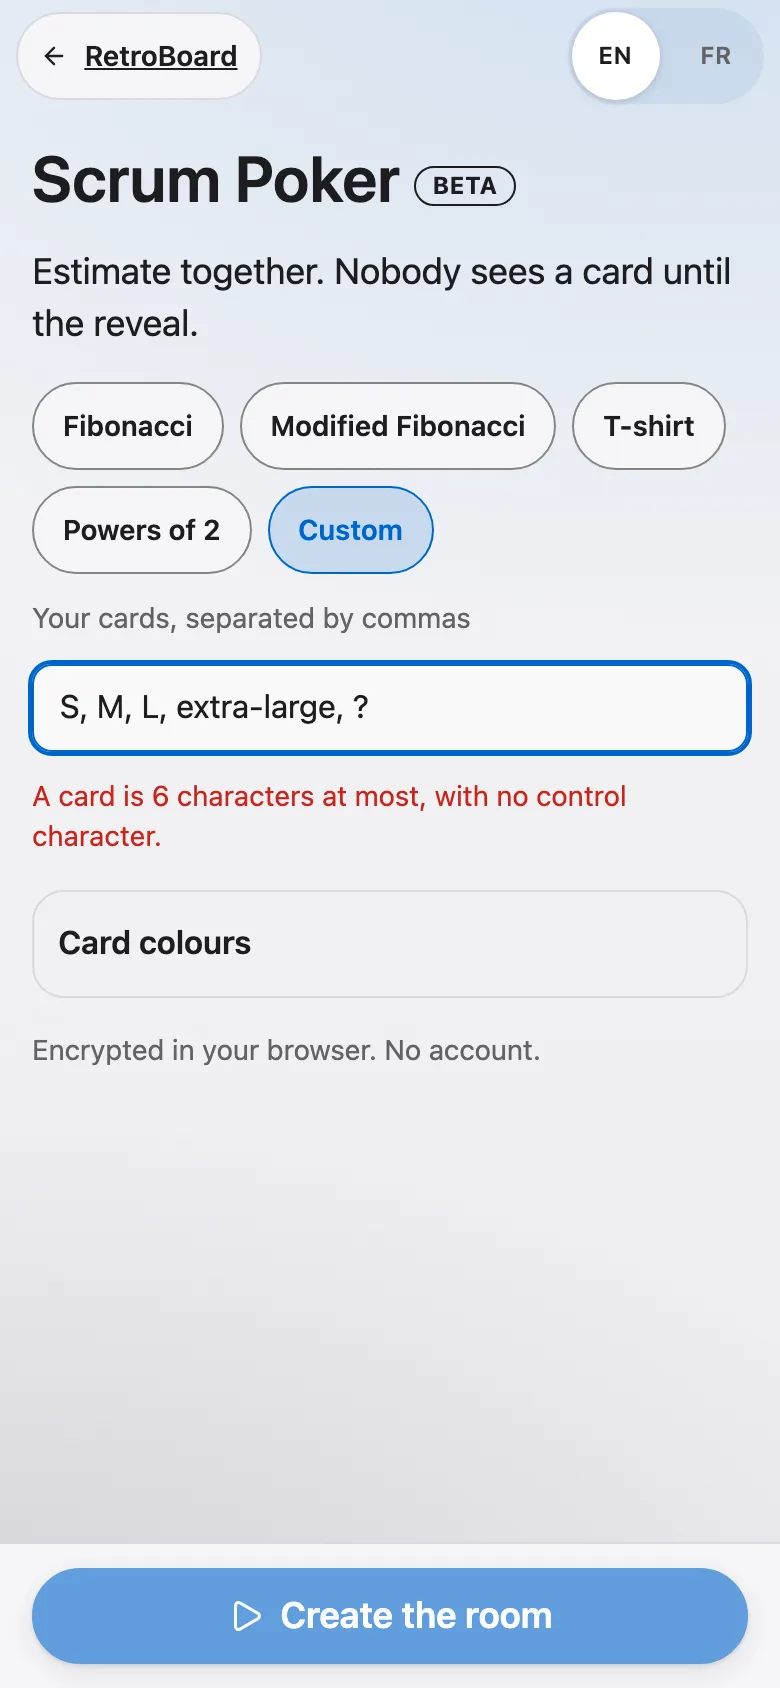 RetroBoard
EN
FR
Scrum Poker
BETA
Estimate together. Nobody sees a card until
the reveal.
Fibonacci
Modified Fibonacci
T-shirt
Powers of 2
Custom
Your cards, separated by commas
S, M, L, extra-large, ?
A card is 6 characters at most, with no control
character.
Card colours
Encrypted in your browser. No account.
Create the room